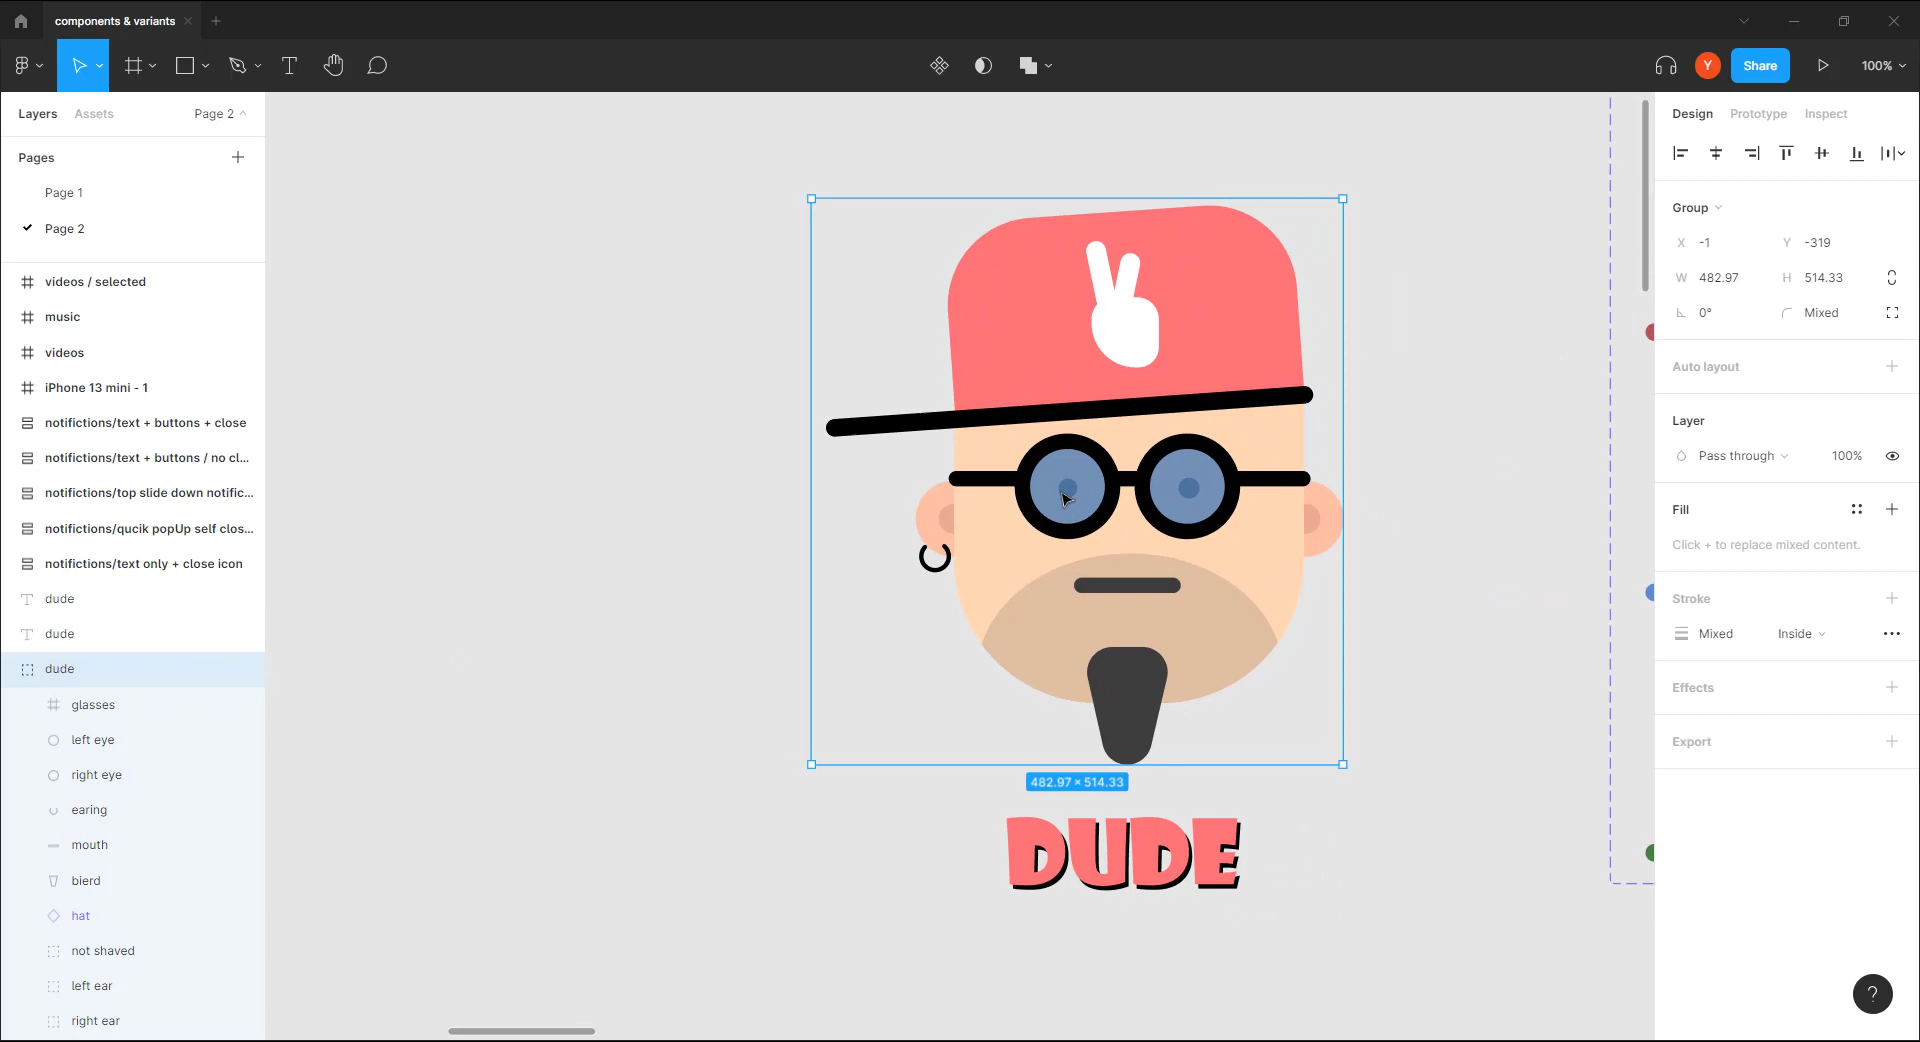 components & variants
Y
Share
100%
Layers
Assets
Page 2
Pages
Page 1
Page 2
videos / selected
music
videos
iPhone 13 mini - 1
notifictions/text + buttons + close
notifictions/text + buttons / no cl...
notifictions/top slide down notific...
notifictions/qucik popUp self clos...
notifictions/text only + close icon
dude
dude
dude
glasses
left eye
right eye
earing
mouth
bierd
hat
not shaved
left ear
right ear
482.97 × 514.33
DUDE
Design
Prototype
Inspect
Group
X -1
Y -319
W 482.97
H 514.33
0°
Mixed
Auto layout
Layer
Pass through
100%
Fill
Click + to replace mixed content.
Stroke
Mixed
Inside
Effects
Export
?